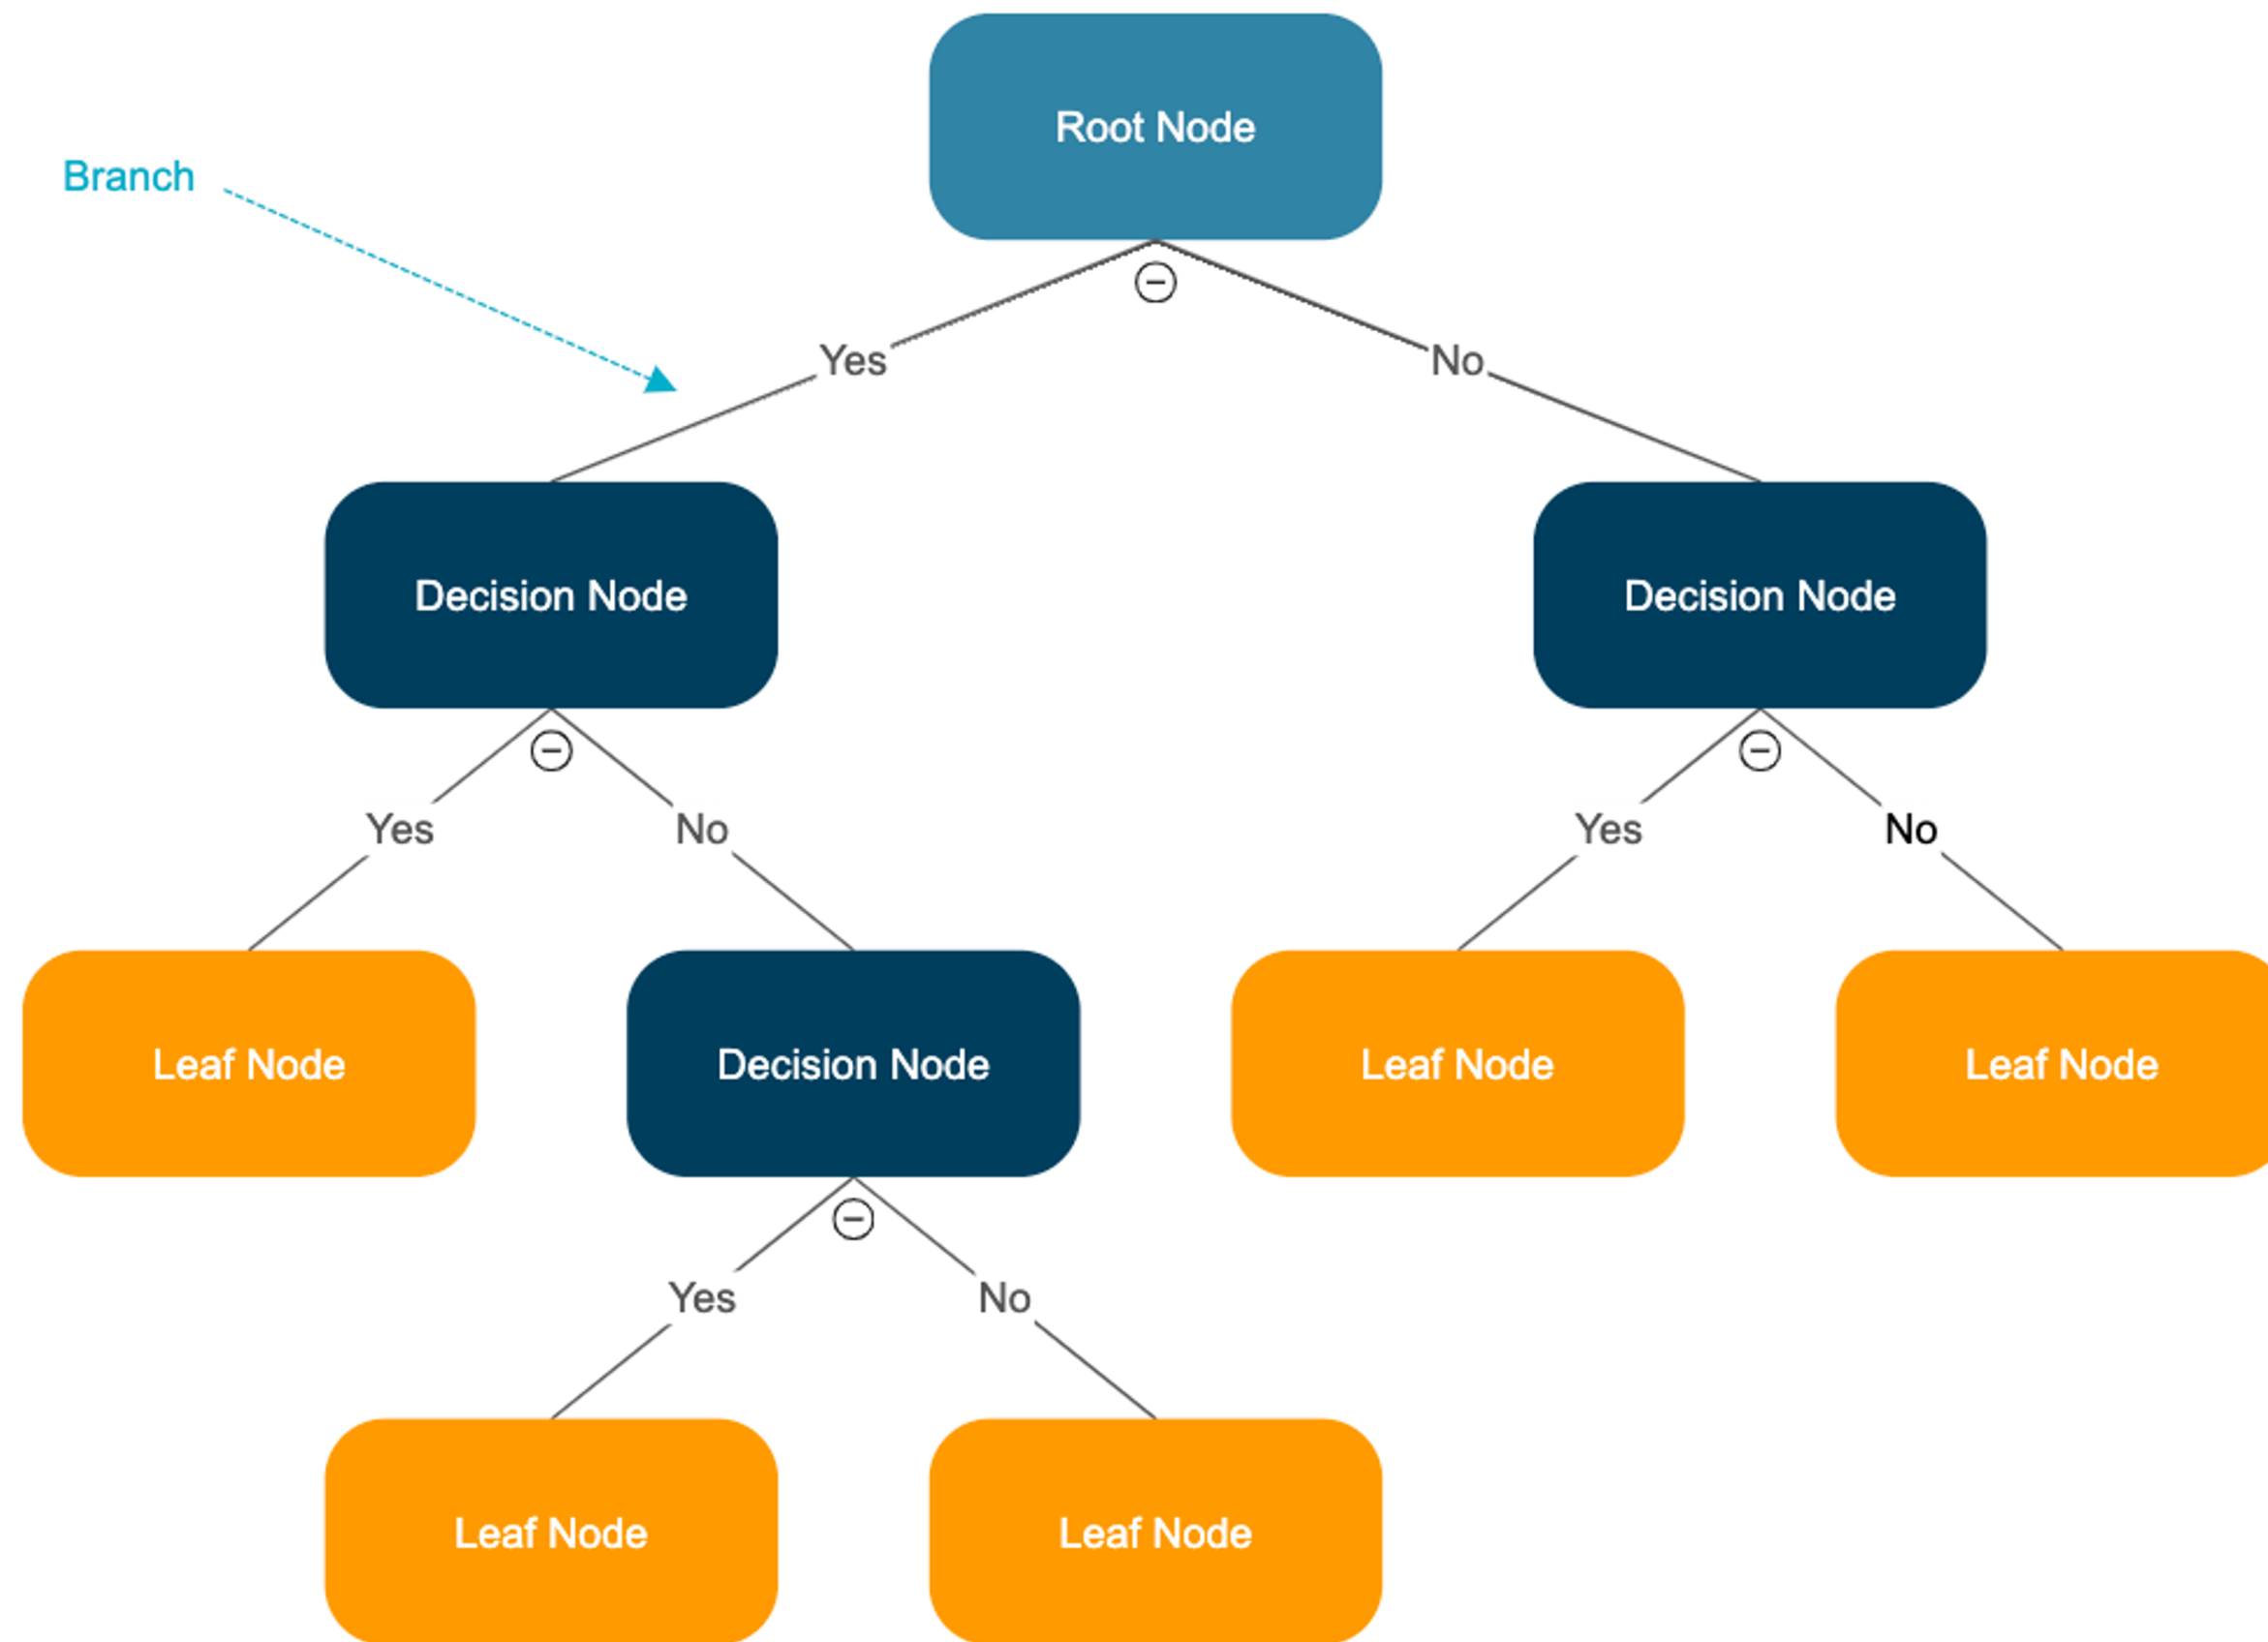 Root Node
Branch
Yes
No
Decision Node
Decision Node
Yes
No
Yes
No
Leaf Node
Decision Node
Leaf Node
Leaf Node
Yes
No
Leaf Node
Leaf Node